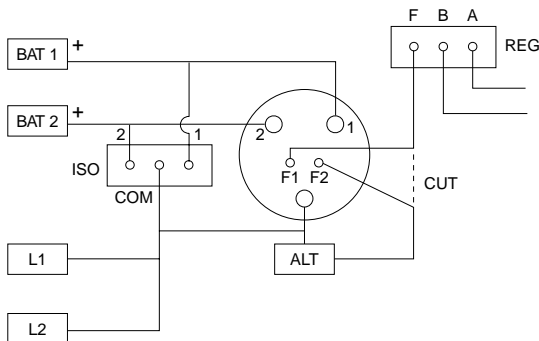 F B A
REG
BAT 1 +
BAT 2 +
2 1
2 1
ISO
F1 F2
CUT
COM
L1
ALT
L2